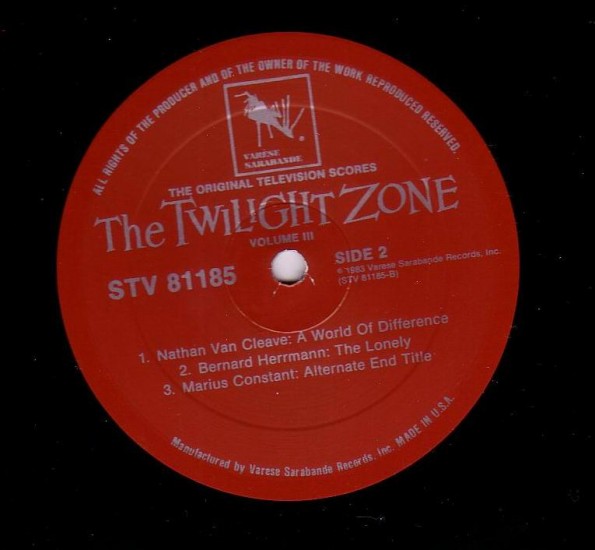 ALL RIGHTS OF THE PRODUCER AND OF THE OWNER OF THE WORK REPRODUCED RESERVED.
VARÈSE
SARABANDE
®
THE ORIGINAL TELEVISION SCORES
The TWILIGHT ZONE
VOLUME III
STV 81185
SIDE 2
℗ 1983 Varese Sarabande Records, Inc.
(STV 81185-B)
1. Nathan Van Cleave: A World Of Difference
2. Bernard Herrmann: The Lonely
3. Marius Constant: Alternate End Title
Manufactured by Varese Sarabande Records, Inc. MADE IN U.S.A.